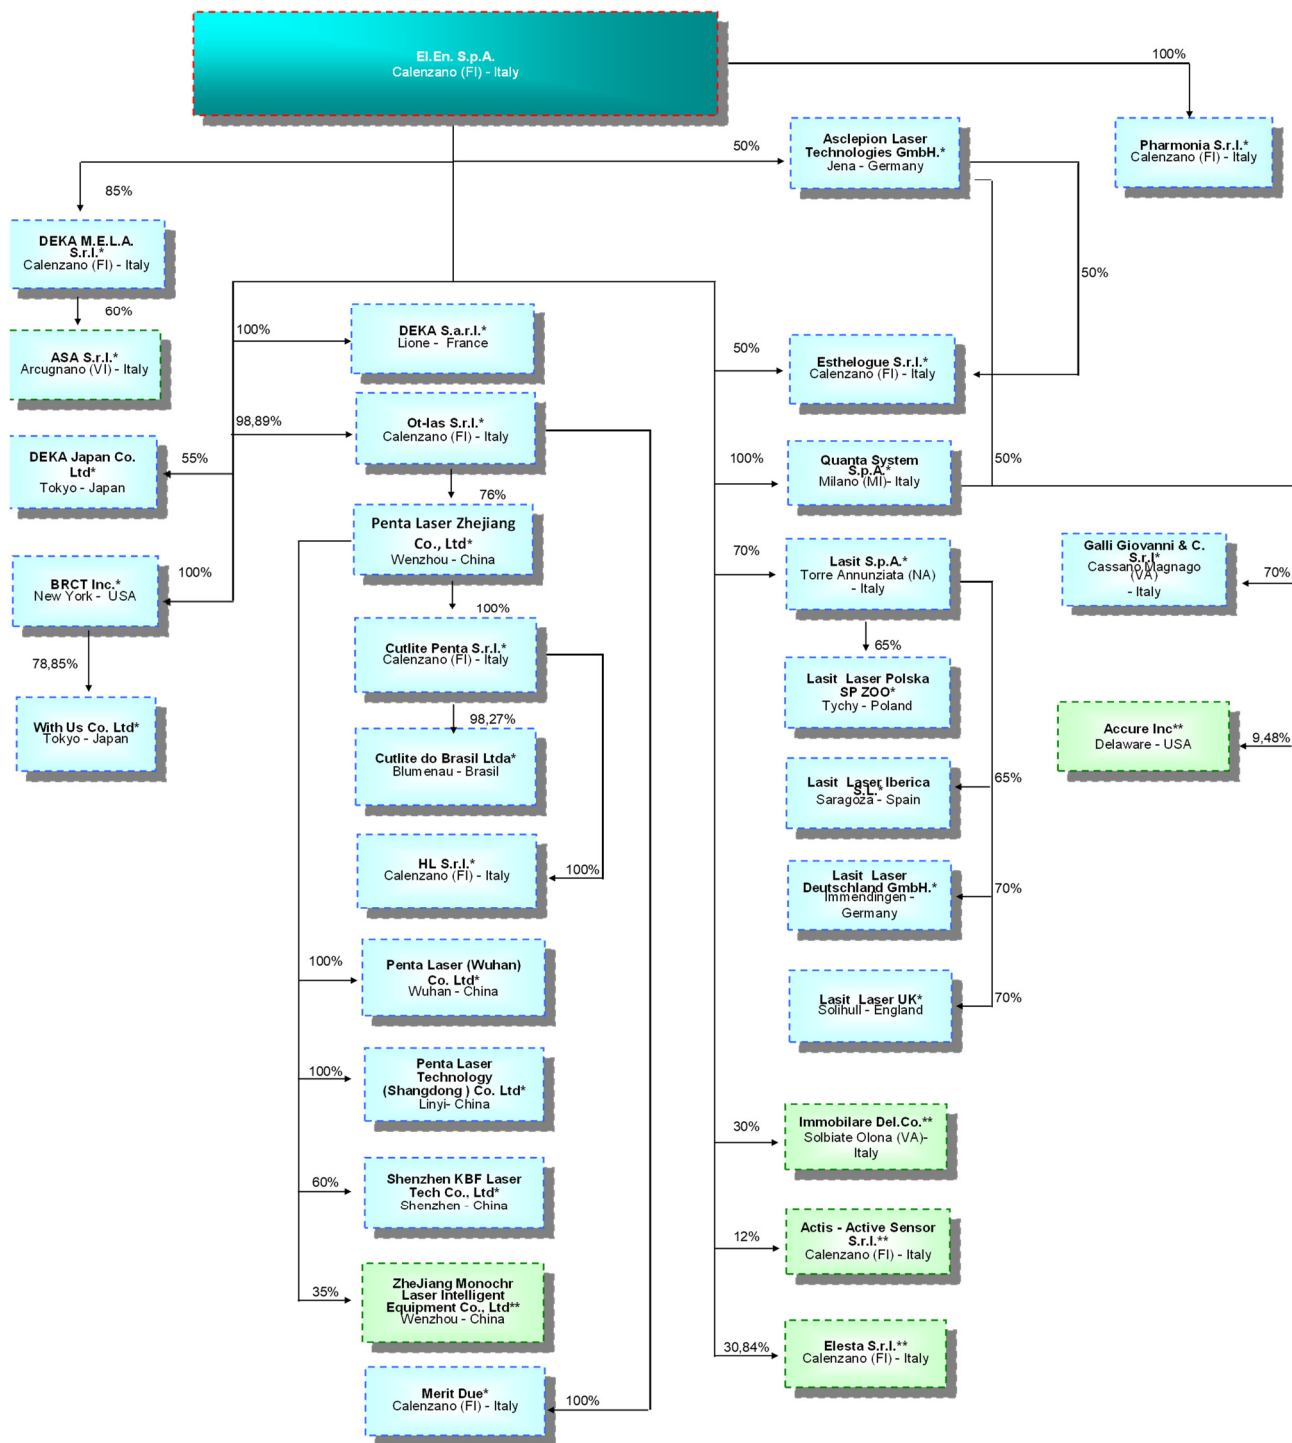 El.En. S.p.A.
Calenzano (FI) - Italy
100%
50%
Asclepion Laser
Technologies GmbH.*
Jena - Germany
Pharmonia S.r.l.*
Calenzano (FI) - Italy
85%
DEKA M.E.L.A.
S.r.l.*
Calenzano (FI) - Italy
50%
60%
ASA S.r.l.*
Arcugnano (VI) - Italy
100%
DEKA S.a.r.l.*
Lione - France
50%
Esthelogue S.r.l.*
Calenzano (FI) - Italy
98,89%
Ot-las S.r.l.*
Calenzano (FI) - Italy
DEKA Japan Co.
Ltd*
Tokyo - Japan
55%
100%
Quanta System
S.p.A.*
Milano (MI)- Italy
50%
76%
Penta Laser Zhejiang
Co., Ltd*
Wenzhou - China
70%
Lasit S.p.A.*
Torre Annunziata (NA)
- Italy
Galli Giovanni & C.
S.r.l*
Cassano Magnago
(VA)
- Italy
70%
BRCT Inc.*
New York - USA
100%
100%
Cutlite Penta S.r.l.*
Calenzano (FI) - Italy
65%
78,85%
Lasit Laser Polska
SP ZOO*
Tychy - Poland
With Us Co. Ltd*
Tokyo - Japan
98,27%
Cutlite do Brasil Ltda*
Blumenau - Brasil
Accure Inc**
Delaware - USA
9,48%
Lasit Laser Iberica
S.L.*
Saragoza - Spain
65%
HL S.r.l.*
Calenzano (FI) - Italy
100%
Lasit Laser
Deutschland GmbH.*
Immendingen -
Germany
70%
100%
Penta Laser (Wuhan)
Co. Ltd*
Wuhan - China
Lasit Laser UK*
Solihull - England
70%
100%
Penta Laser
Technology
(Shangdong ) Co. Ltd*
Linyi- China
30%
Immobilare Del.Co.**
Solbiate Olona (VA)-
Italy
60%
Shenzhen KBF Laser
Tech Co., Ltd*
Shenzhen - China
12%
Actis - Active Sensor
S.r.l.**
Calenzano (FI) - Italy
35%
ZheJiang Monochr
Laser Intelligent
Equipment Co., Ltd**
Wenzhou - China
30,84%
Elesta S.r.l.**
Calenzano (FI) - Italy
Merit Due*
Calenzano (FI) - Italy
100%